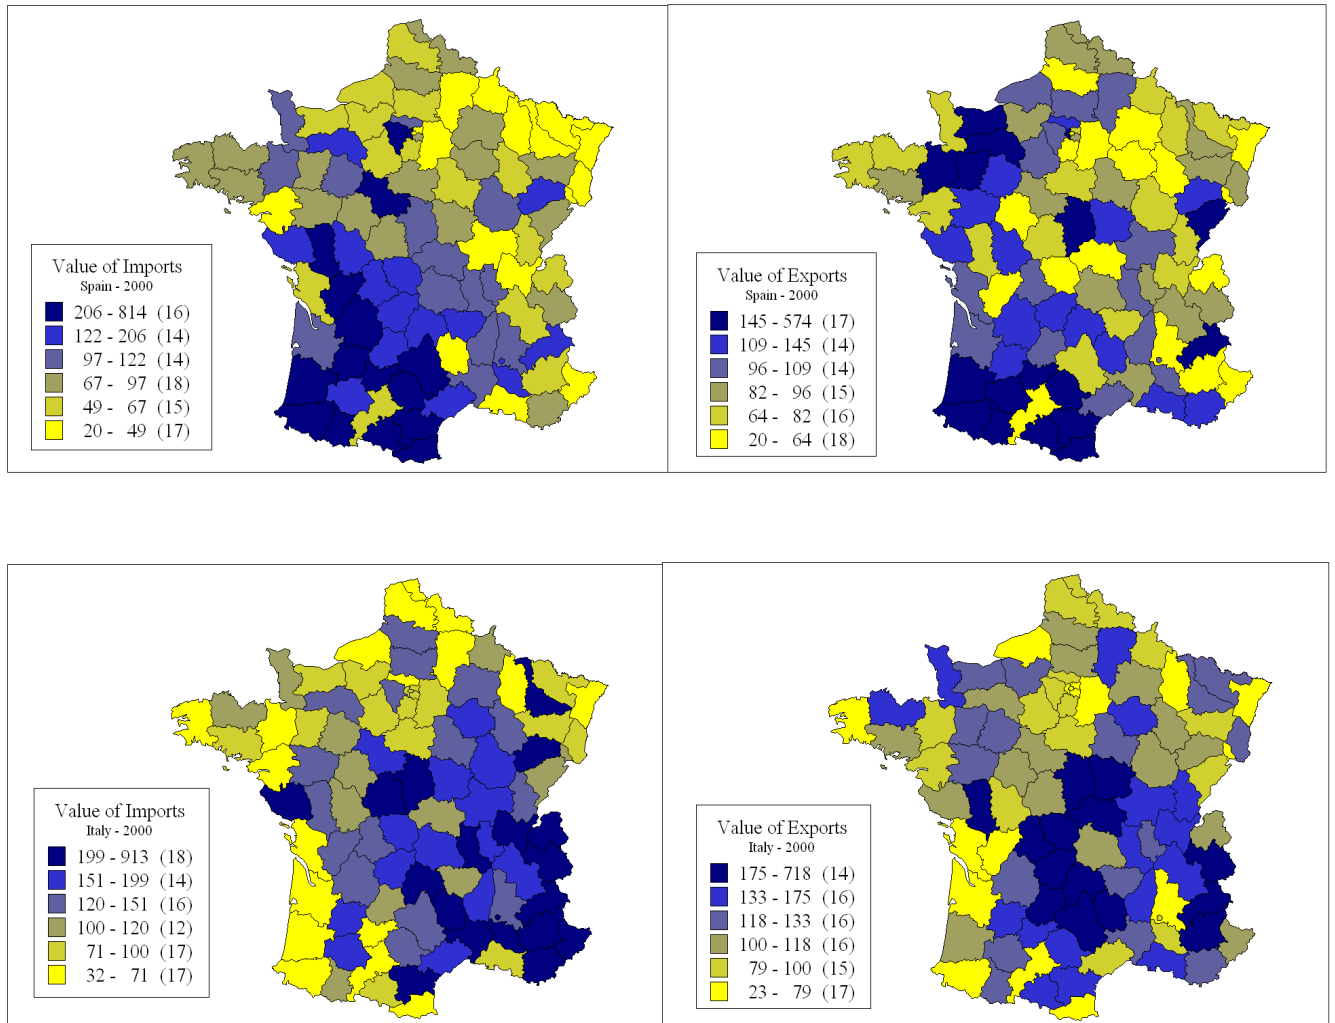 Value of Imports
Spain - 2000
206 - 814 (16)
122 - 206 (14)
97 - 122 (14)
67 - 97 (18)
49 - 67 (15)
20 - 49 (17)
Value of Exports
Spain - 2000
145 - 574 (17)
109 - 145 (14)
96 - 109 (14)
82 - 96 (15)
64 - 82 (16)
20 - 64 (18)
Value of Imports
Italy - 2000
199 - 913 (18)
151 - 199 (14)
120 - 151 (16)
100 - 120 (12)
71 - 100 (17)
32 - 71 (17)
Value of Exports
Italy - 2000
175 - 718 (14)
133 - 175 (16)
118 - 133 (16)
100 - 118 (16)
79 - 100 (15)
23 - 79 (17)